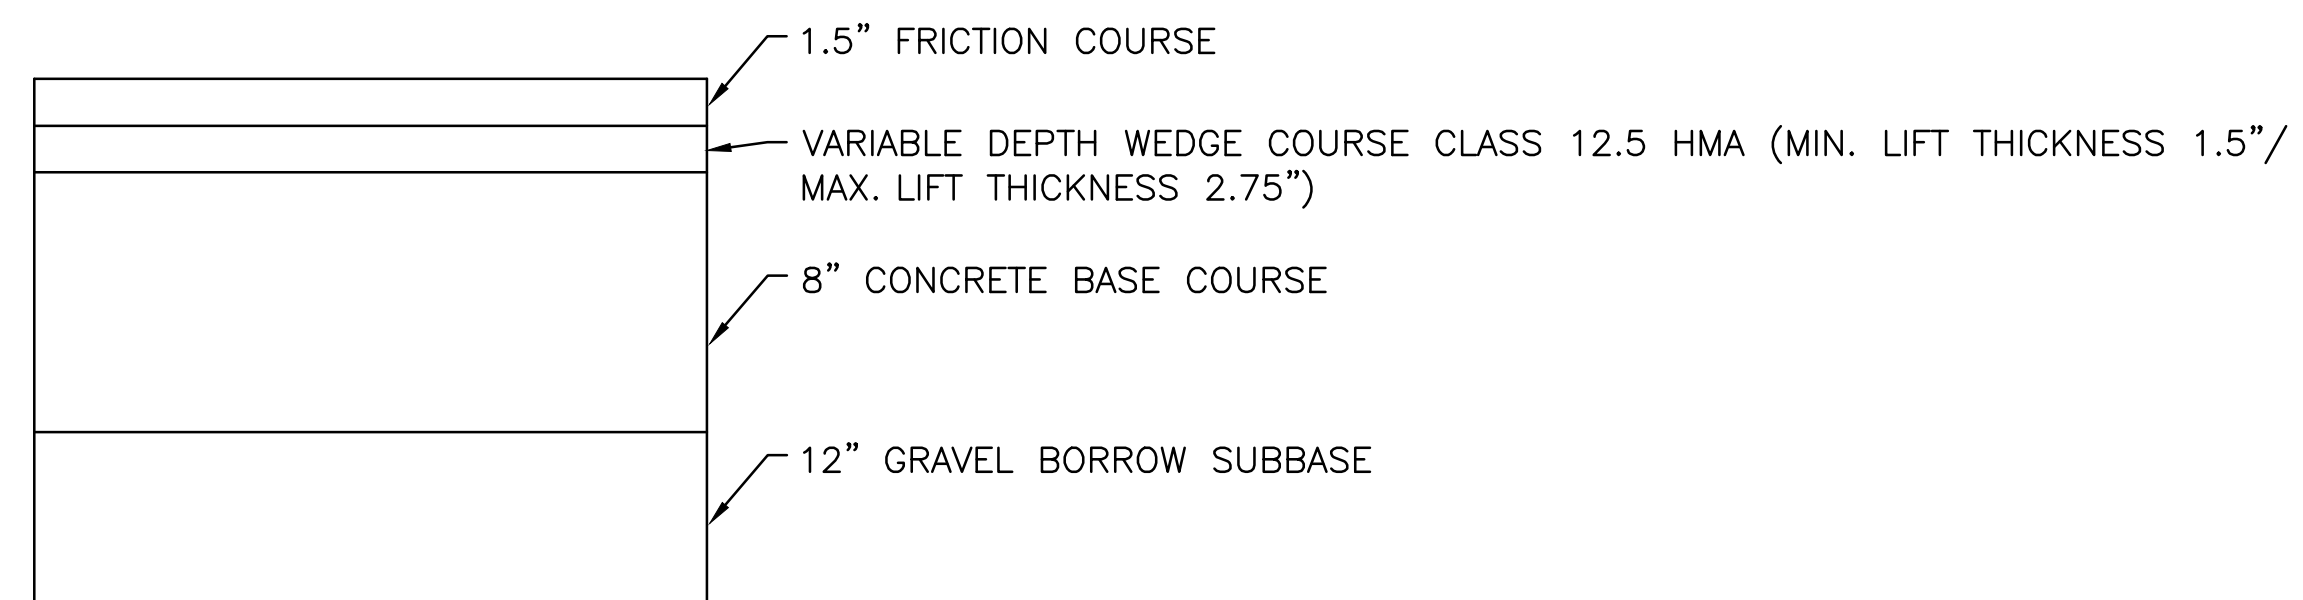 1.5” FRICTION COURSE
VARIABLE DEPTH WEDGE COURSE CLASS 12.5 HMA (MIN. LIFT THICKNESS 1.5”/
MAX. LIFT THICKNESS 2.75”)
8” CONCRETE BASE COURSE
12” GRAVEL BORROW SUBBASE